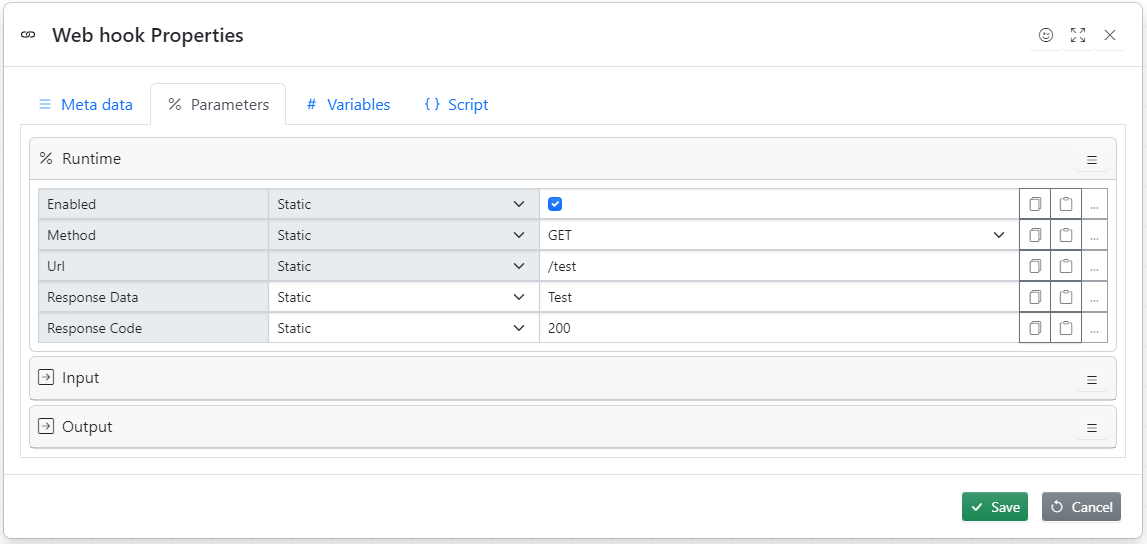 Web hook Properties
Meta data Parameters # Variables {} Script
Runtime
Enabled Static
Method Static GET
Url Static /test
Response Data Static Test
Response Code Static 200
Input
Output
Save Cancel